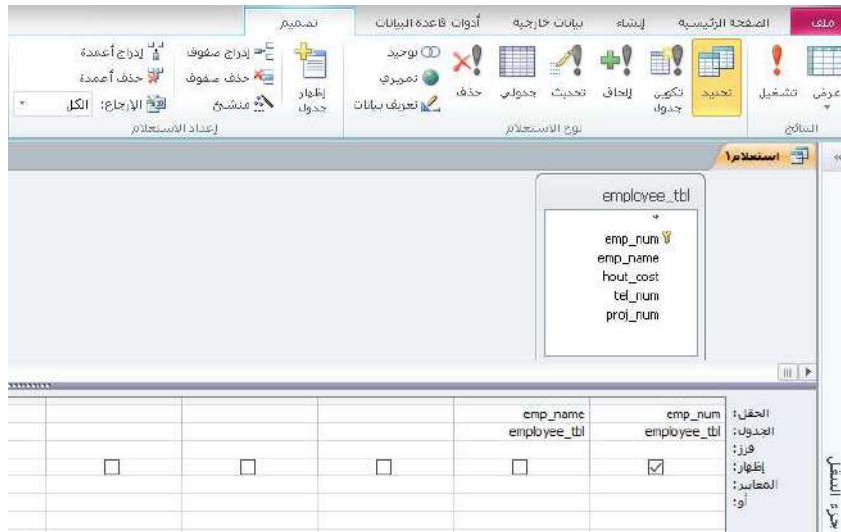 ملف الصفحة الرئيسية إنشاء بيانات خارجية أدوات قاعدة البيانات تصميم
عرض تشغيل تحديد تكوين جدول إلحاق تحديث جدولي حذف
توحيد
تمريري
تعريف بيانات
إظهار جدول
إدراج صفوف
حذف صفوف
منشئ
إدراج أعمدة
حذف أعمدة
الإرجاع: الكل
النتائج نوع الاستعلام إعداد الاستعلام
استعلام1
employee_tbl
*
emp_num
emp_name
hout_cost
tel_num
proj_num
الحقل: emp_num emp_name
الجدول: employee_tbl employee_tbl
فرز:
إظهار:
المعايير:
أو:
جزء التنقل